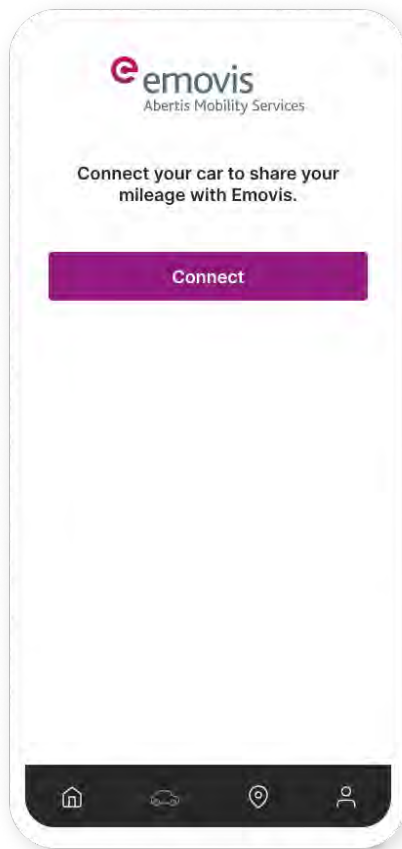 emovis
Abertis Mobility Services
Connect your car to share your
mileage with Emovis.
Connect